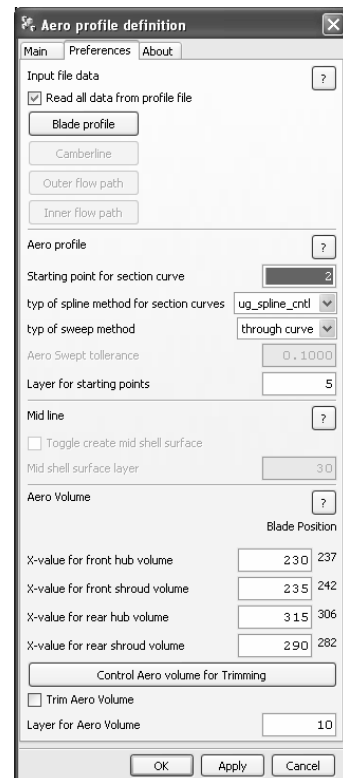 Aero profile definition
Main Preferences About
Input file data ?
Read all data from profile file
Blade profile
Camberline
Outer flow path
Inner flow path
Aero profile ?
Starting point for section curve 2
typ of spline method for section curves ug_spline_cntl
typ of sweep method through curve
Aero Swept tollerance 0.1000
Layer for starting points 5
Mid line ?
Toggle create mid shell surface
Mid shell surface layer 30
Aero Volume ?
Blade Position
X-value for front hub volume 230 237
X-value for front shroud volume 235 242
X-value for rear hub volume 315 306
X-value for rear shroud volume 290 282
Control Aero volume for Trimming
Trim Aero Volume
Layer for Aero Volume 10
OK Apply Cancel